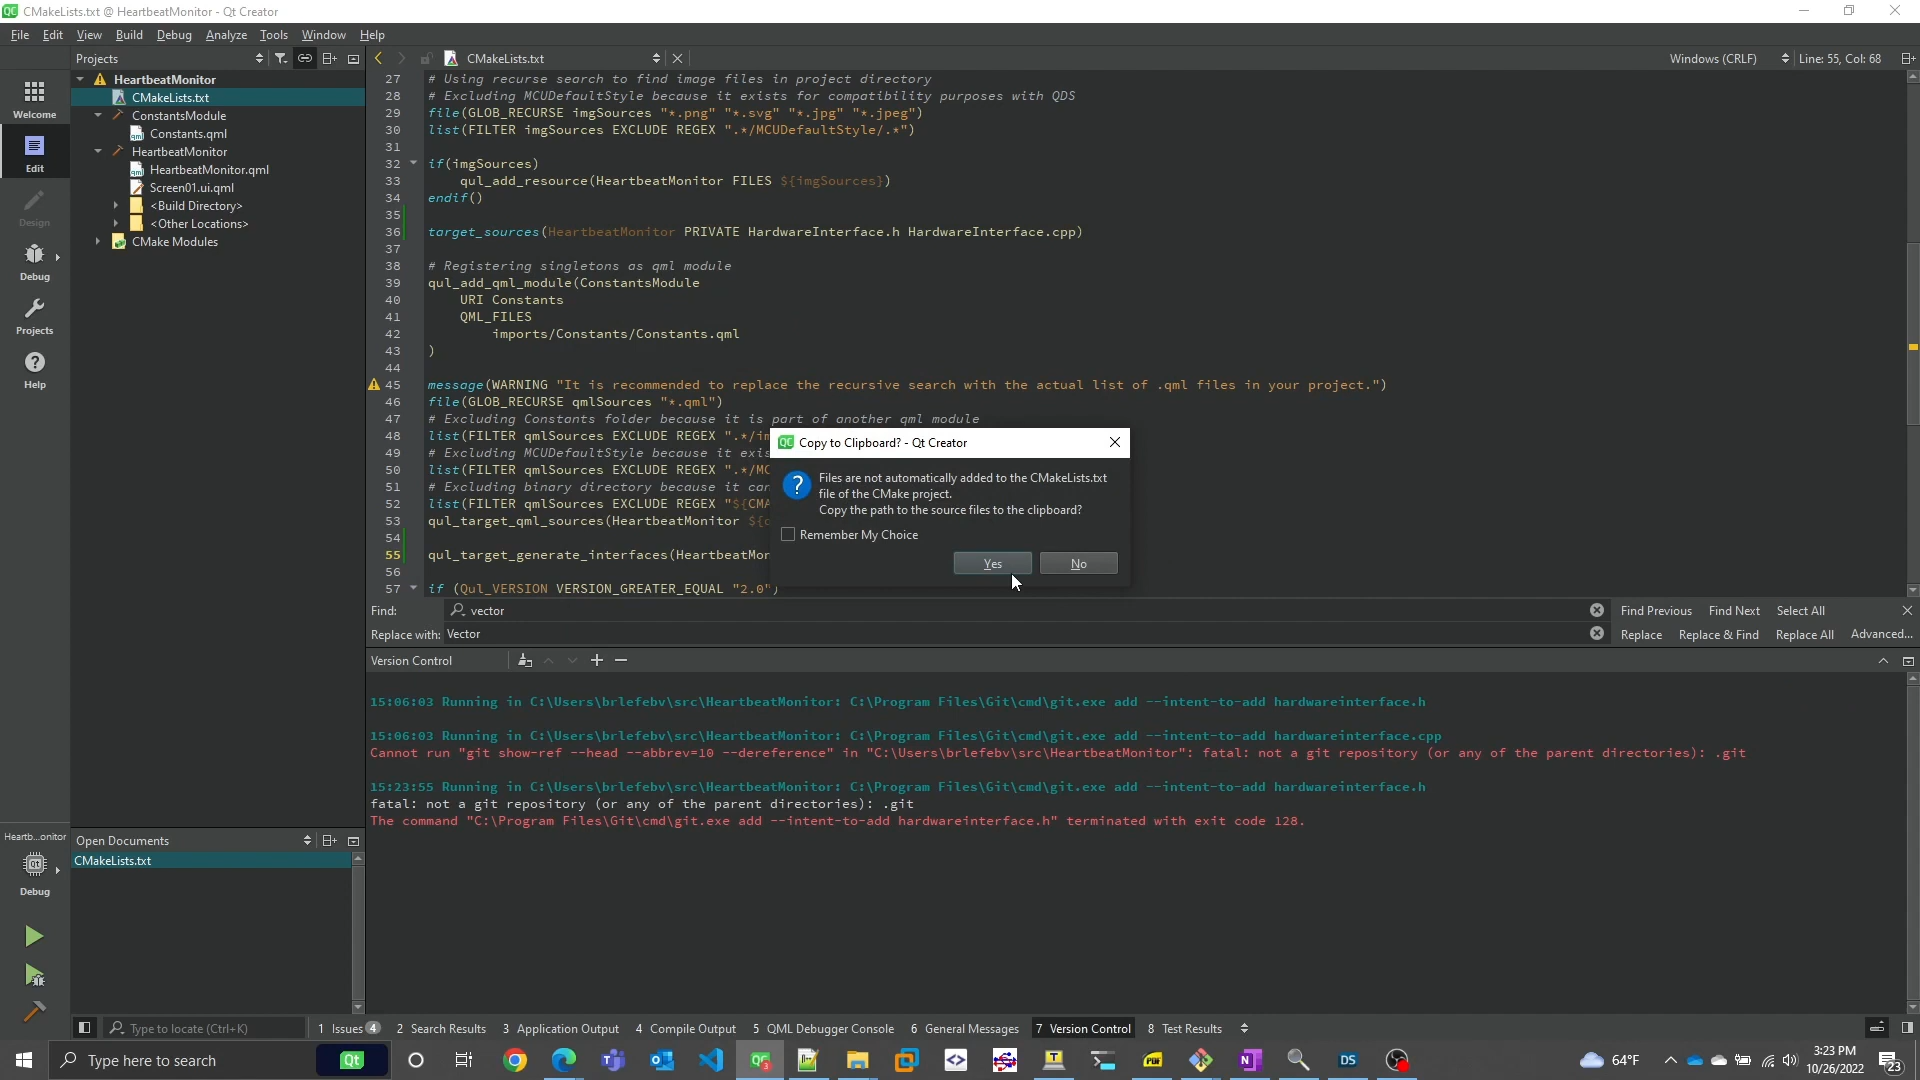 CMakeLists.txt @ HeartbeatMonitor - Qt Creator
File Edit View Build Debug Analyze Tools Window Help
Projects
CMakeLists.txt
Windows (CRLF)
Line: 55, Col: 68
Welcome
Edit
Design
Debug
Projects
Help
HeartbeatMonitor
CMakeLists.txt
ConstantsModule
Constants.qml
HeartbeatMonitor
HeartbeatMonitor.qml
Screen01.ui.qml
<Build Directory>
<Other Locations>
CMake Modules
27 # Using recurse search to find image files in project directory
28 # Excluding MCUDefaultStyle because it exists for compatibility purposes with QDS
29 file(GLOB_RECURSE imgSources "*.png" "*.svg" "*.jpg" "*.jpeg")
30 list(FILTER imgSources EXCLUDE REGEX ".*/MCUDefaultStyle/.*")
31
32 if(imgSources)
33 qul_add_resource(HeartbeatMonitor FILES ${imgSources})
34 endif()
35
36 target_sources(HeartbeatMonitor PRIVATE HardwareInterface.h HardwareInterface.cpp)
37
38 # Registering singletons as qml module
39 qul_add_qml_module(ConstantsModule
40 URI Constants
41 QML_FILES
42 imports/Constants/Constants.qml
43 )
44
45 message(WARNING "It is recommended to replace the recursive search with the actual list of .qml files in your project.")
46 file(GLOB_RECURSE qmlSources "*.qml")
47 # Excluding Constants folder because it is part of another qml module
48 list(FILTER qmlSources EXCLUDE REGEX ".*/im
49 # Excluding MCUDefaultStyle because it exis
50 list(FILTER qmlSources EXCLUDE REGEX ".*/MC
51 # Excluding binary directory because it can
52 list(FILTER qmlSources EXCLUDE REGEX "${CMA
53 qul_target_qml_sources(HeartbeatMonitor ${q
54
55 qul_target_generate_interfaces(HeartbeatMon
56
57 if (Qul_VERSION VERSION_GREATER_EQUAL "2.0")
Copy to Clipboard? - Qt Creator
Files are not automatically added to the CMakeLists.txt
file of the CMake project.
Copy the path to the source files to the clipboard?
Remember My Choice
Yes No
Find: vector Find Previous Find Next Select All
Replace with: Vector Replace Replace & Find Replace All Advanced...
Version Control
15:06:03 Running in C:\Users\brlefebv\src\HeartbeatMonitor: C:\Program Files\Git\cmd\git.exe add --intent-to-add hardwareinterface.h
15:06:03 Running in C:\Users\brlefebv\src\HeartbeatMonitor: C:\Program Files\Git\cmd\git.exe add --intent-to-add hardwareinterface.cpp
Cannot run "git show-ref --head --abbrev=10 --dereference" in "C:\Users\brlefebv\src\HeartbeatMonitor": fatal: not a git repository (or any of the parent directories): .git
15:23:55 Running in C:\Users\brlefebv\src\HeartbeatMonitor: C:\Program Files\Git\cmd\git.exe add --intent-to-add hardwareinterface.h
fatal: not a git repository (or any of the parent directories): .git
The command "C:\Program Files\Git\cmd\git.exe add --intent-to-add hardwareinterface.h" terminated with exit code 128.
Heartb...onitor
Debug
Open Documents
CMakeLists.txt
Type to locate (Ctrl+K)
1 Issues 4 2 Search Results 3 Application Output 4 Compile Output 5 QML Debugger Console 6 General Messages 7 Version Control 8 Test Results
Type here to search
64°F
3:23 PM
10/26/2022
23